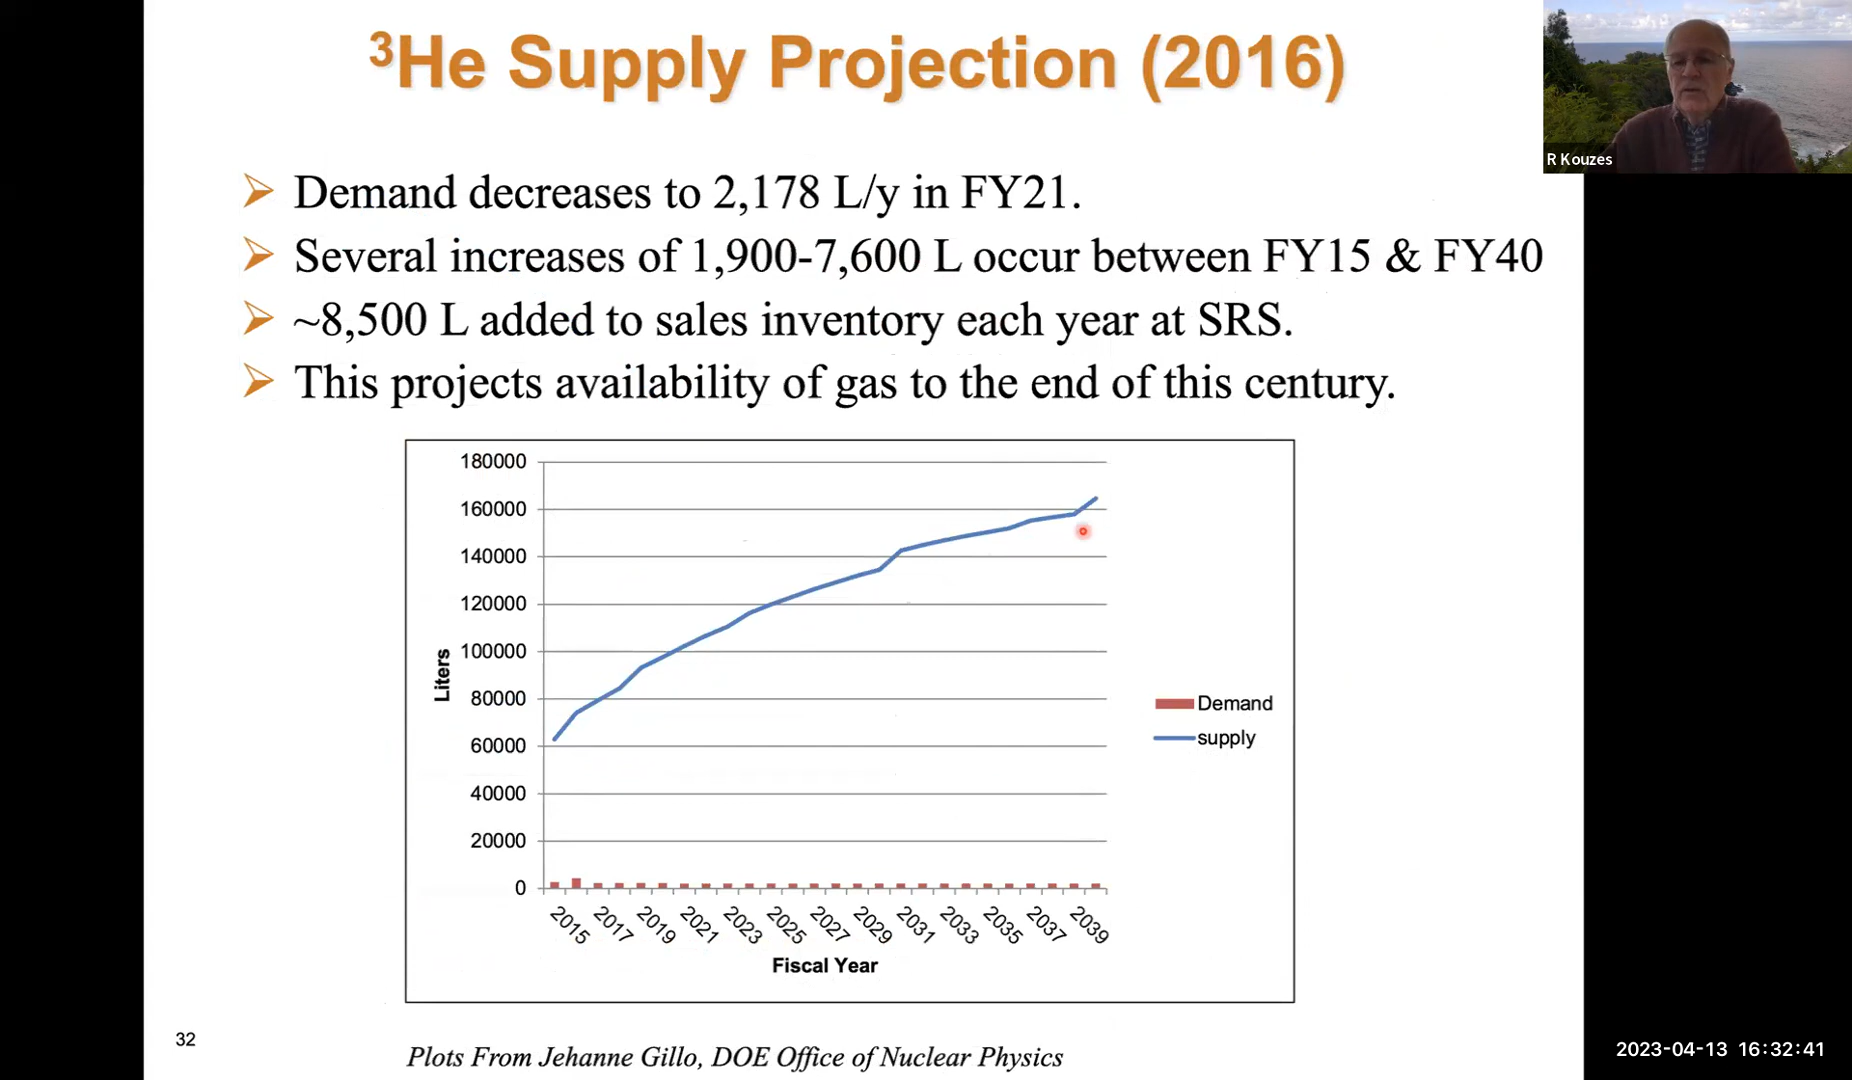 ³He Supply Projection (2016)
R Kouzes
➢ Demand decreases to 2,178 L/y in FY21.
➢ Several increases of 1,900-7,600 L occur between FY15 & FY40
➢ ~8,500 L added to sales inventory each year at SRS.
➢ This projects availability of gas to the end of this century.
180000
160000
140000
120000
100000
80000
60000
40000
20000
0
Liters
2015 2017 2019 2021 2023 2025 2027 2029 2031 2033 2035 2037 2039
Fiscal Year
Demand
supply
32
Plots From Jehanne Gillo, DOE Office of Nuclear Physics
2023-04-13 16:32:41